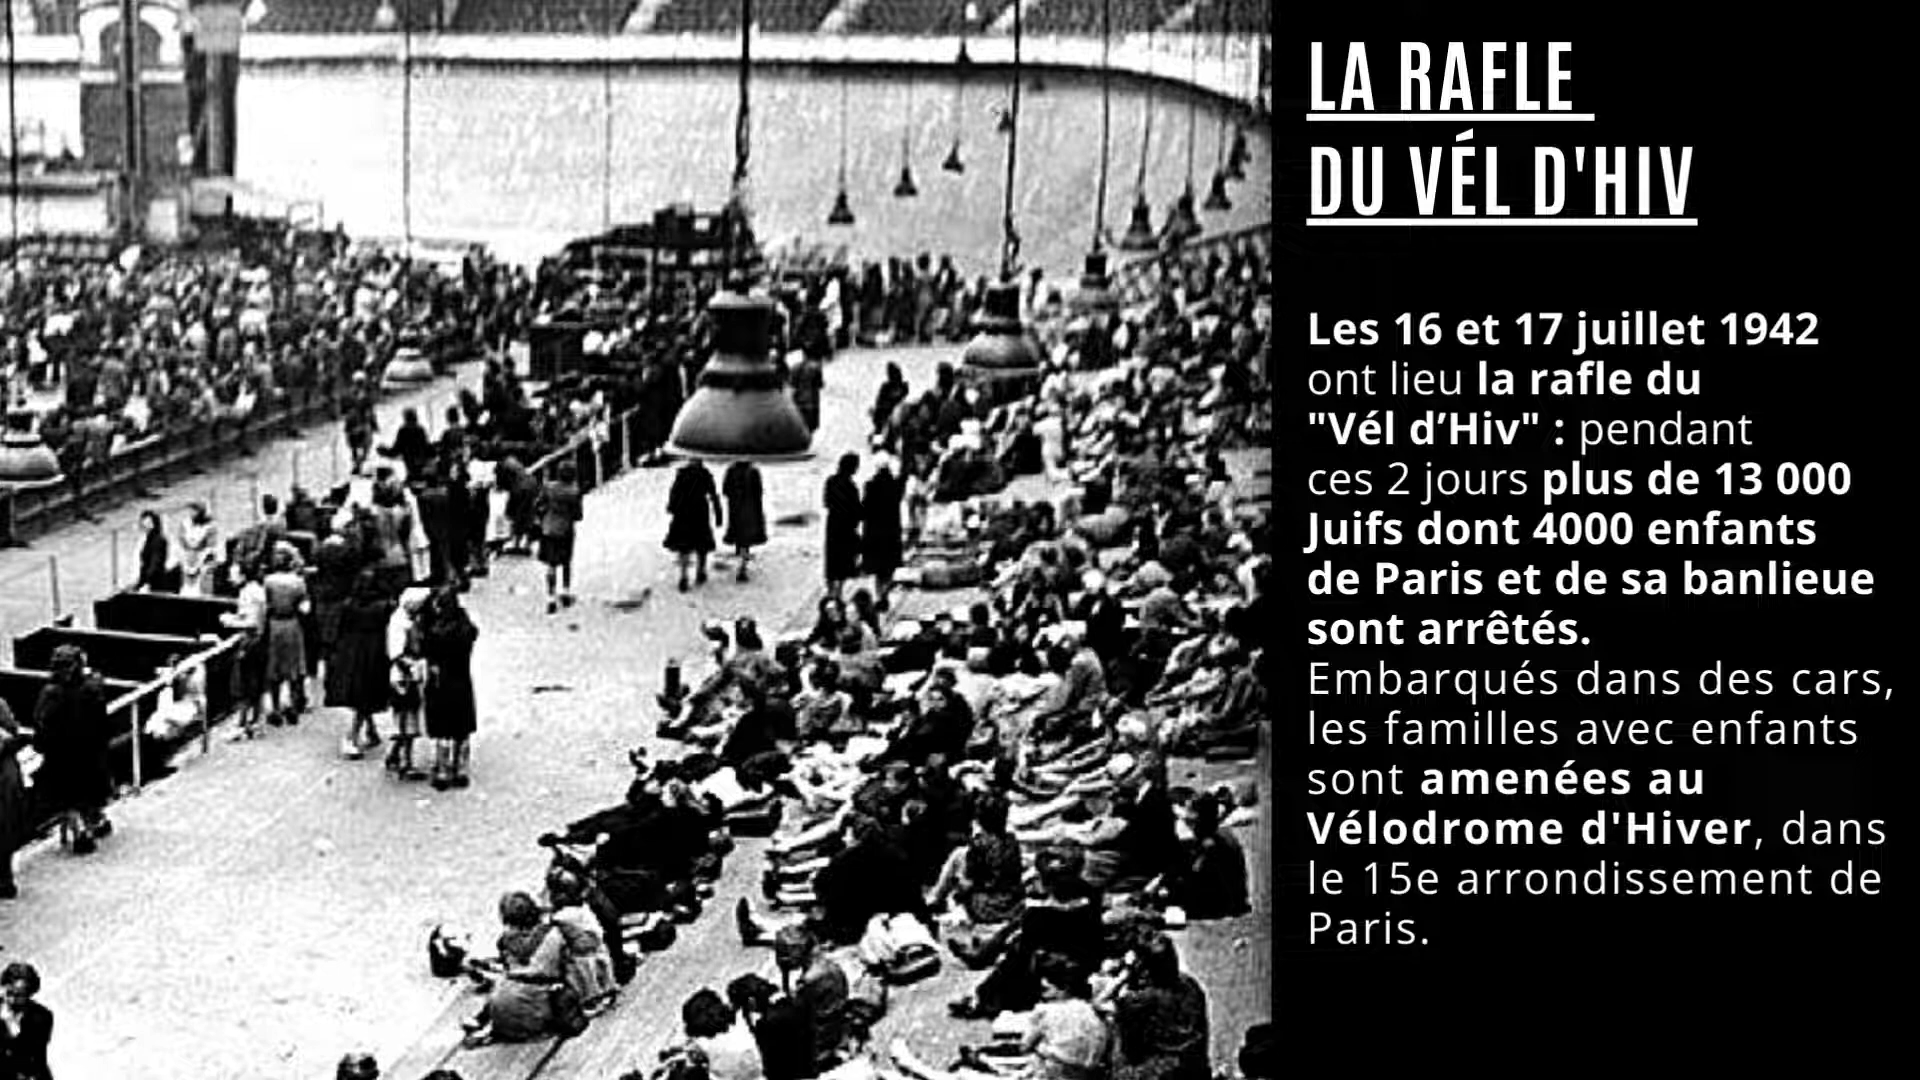 LA RAFLE
DU VÉL D'HIV
Les 16 et 17 juillet 1942
ont lieu la rafle du
"Vél d’Hiv" : pendant
ces 2 jours plus de 13 000
Juifs dont 4000 enfants
de Paris et de sa banlieue
sont arrêtés.
Embarqués dans des cars,
les familles avec enfants
sont amenées au
Vélodrome d'Hiver, dans
le 15e arrondissement de
Paris.